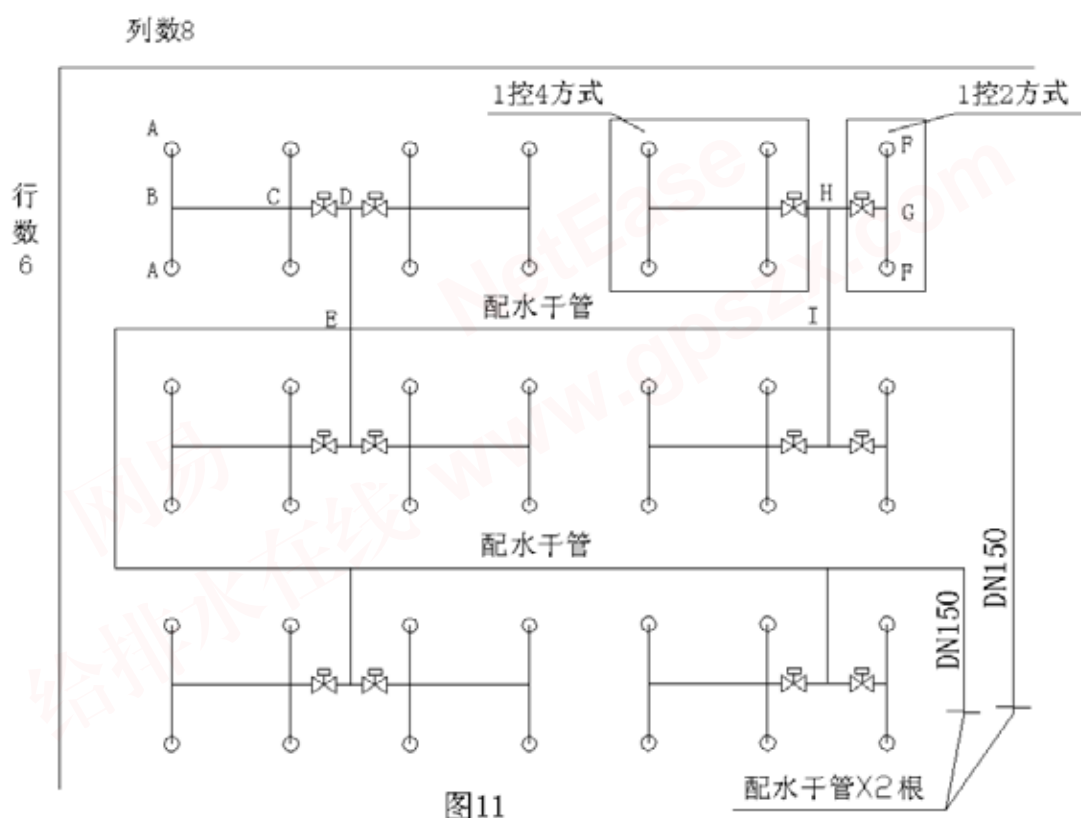 列数8
1控4方式
1控2方式
A
F
行数6
B
C
D
H
G
A
F
配水干管
E
I
配水干管
DN150
DN150
配水干管X2根
图11
网易 NetEase
给排水在线 www.gpszx.com